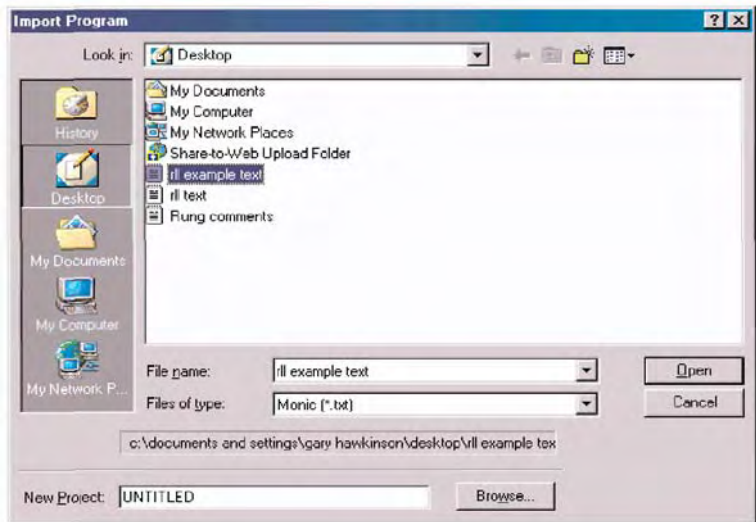 Import Program
Look in: Desktop
History
Desktop
My Documents
My Computer
My Network P...
My Documents
My Computer
My Network Places
Share-to-Web Upload Folder
rll example text
rll text
Rung comments
File name: rll example text
Open
Files of type: Monic (*.txt)
Cancel
c:\documents and settings\gary hawkinson\desktop\rll example tex
New Project: UNTITLED
Browse...